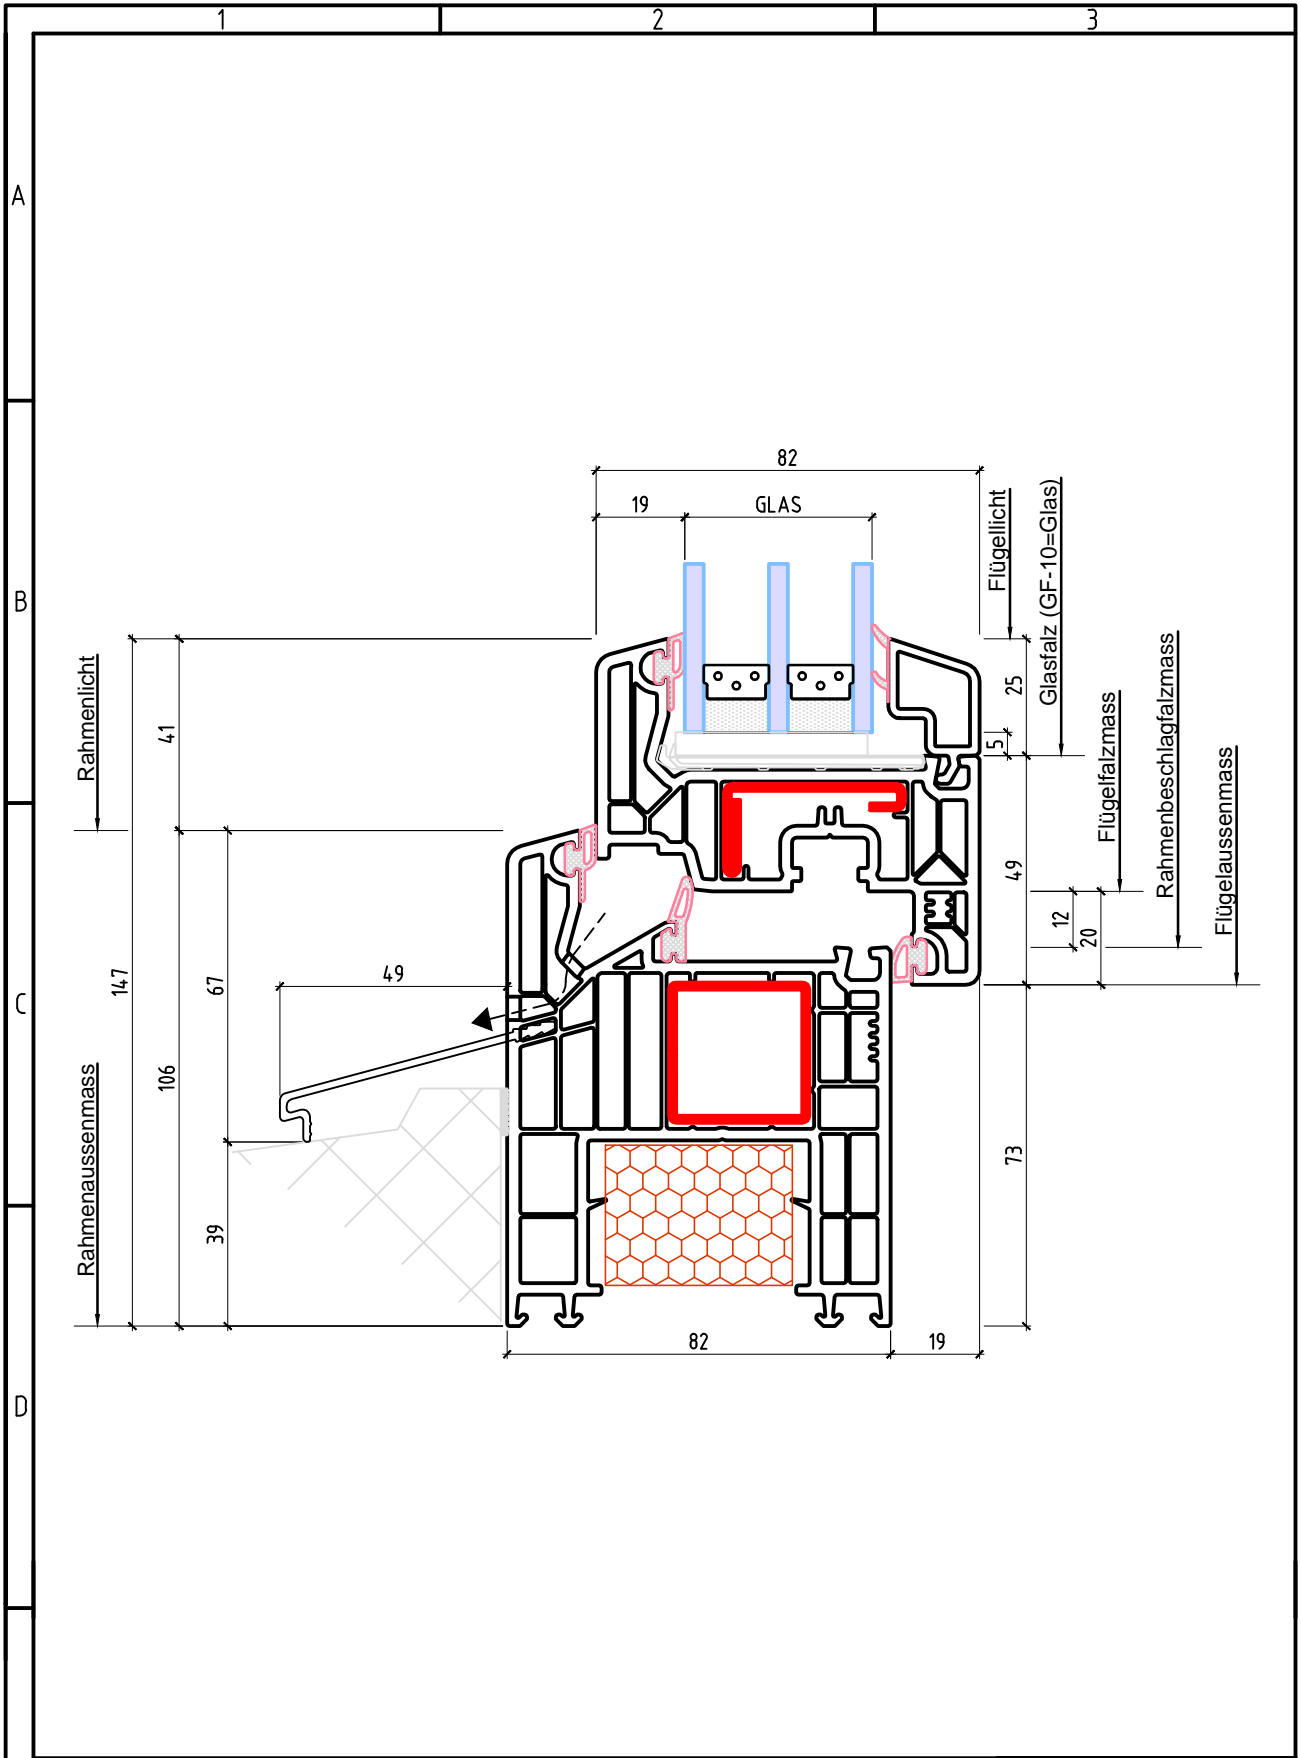 1
2
3
A
B
C
D
82
19
GLAS
Flügellicht
Glasfalz (GF-10=Glas)
25
5
Rahmenlicht
41
Flügelfalzmass
Rahmenbeschlagfalzmass
Flügelaussenmass
49
12
20
147
67
49
106
Rahmenaussenmass
39
73
82
19